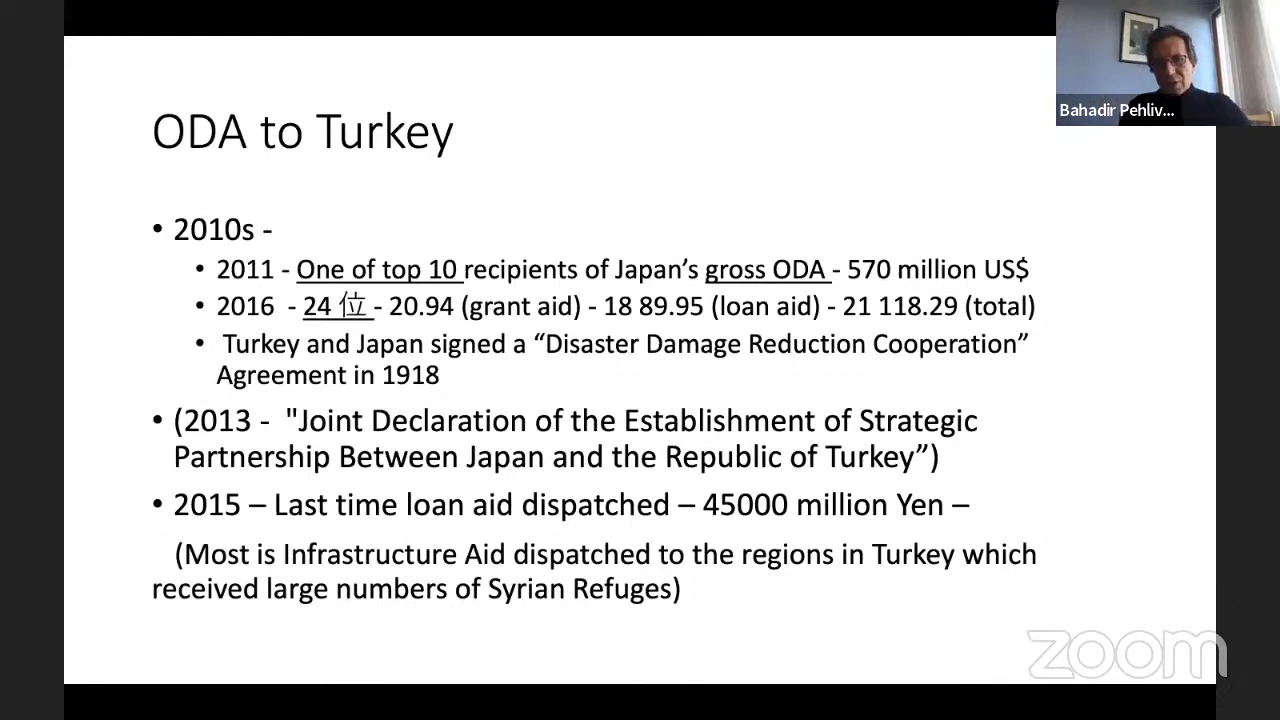 Bahadir Pehliv...
ODA to Turkey
• 2010s -
• 2011 - One of top 10 recipients of Japan’s gross ODA - 570 million US$
• 2016 - 24 位 - 20.94 (grant aid) - 18 89.95 (loan aid) - 21 118.29 (total)
• Turkey and Japan signed a “Disaster Damage Reduction Cooperation”
Agreement in 1918
• (2013 - "Joint Declaration of the Establishment of Strategic
Partnership Between Japan and the Republic of Turkey”)
• 2015 – Last time loan aid dispatched – 45000 million Yen –
(Most is Infrastructure Aid dispatched to the regions in Turkey which
received large numbers of Syrian Refuges)
zoom